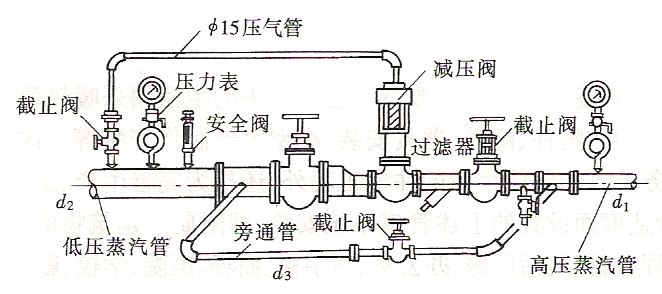 φ15压气管
减压阀
压力表
截止阀
安全阀
过滤器
截止阀
d₂
d₁
低压蒸汽管
旁通管
截止阀
d₃
高压蒸汽管